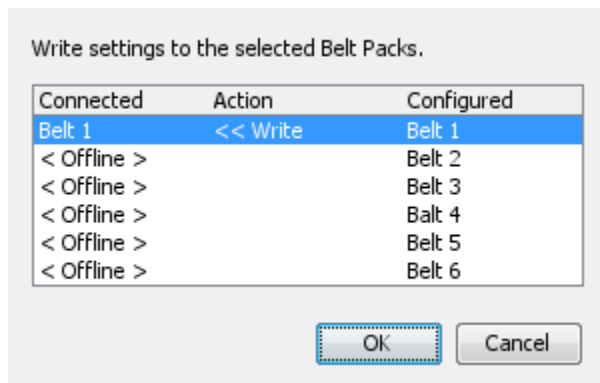 Write settings to the selected Belt Packs.
Connected Action Configured
Belt 1 << Write Belt 1
< Offline > Belt 2
< Offline > Belt 3
< Offline > Balt 4
< Offline > Belt 5
< Offline > Belt 6
OK Cancel